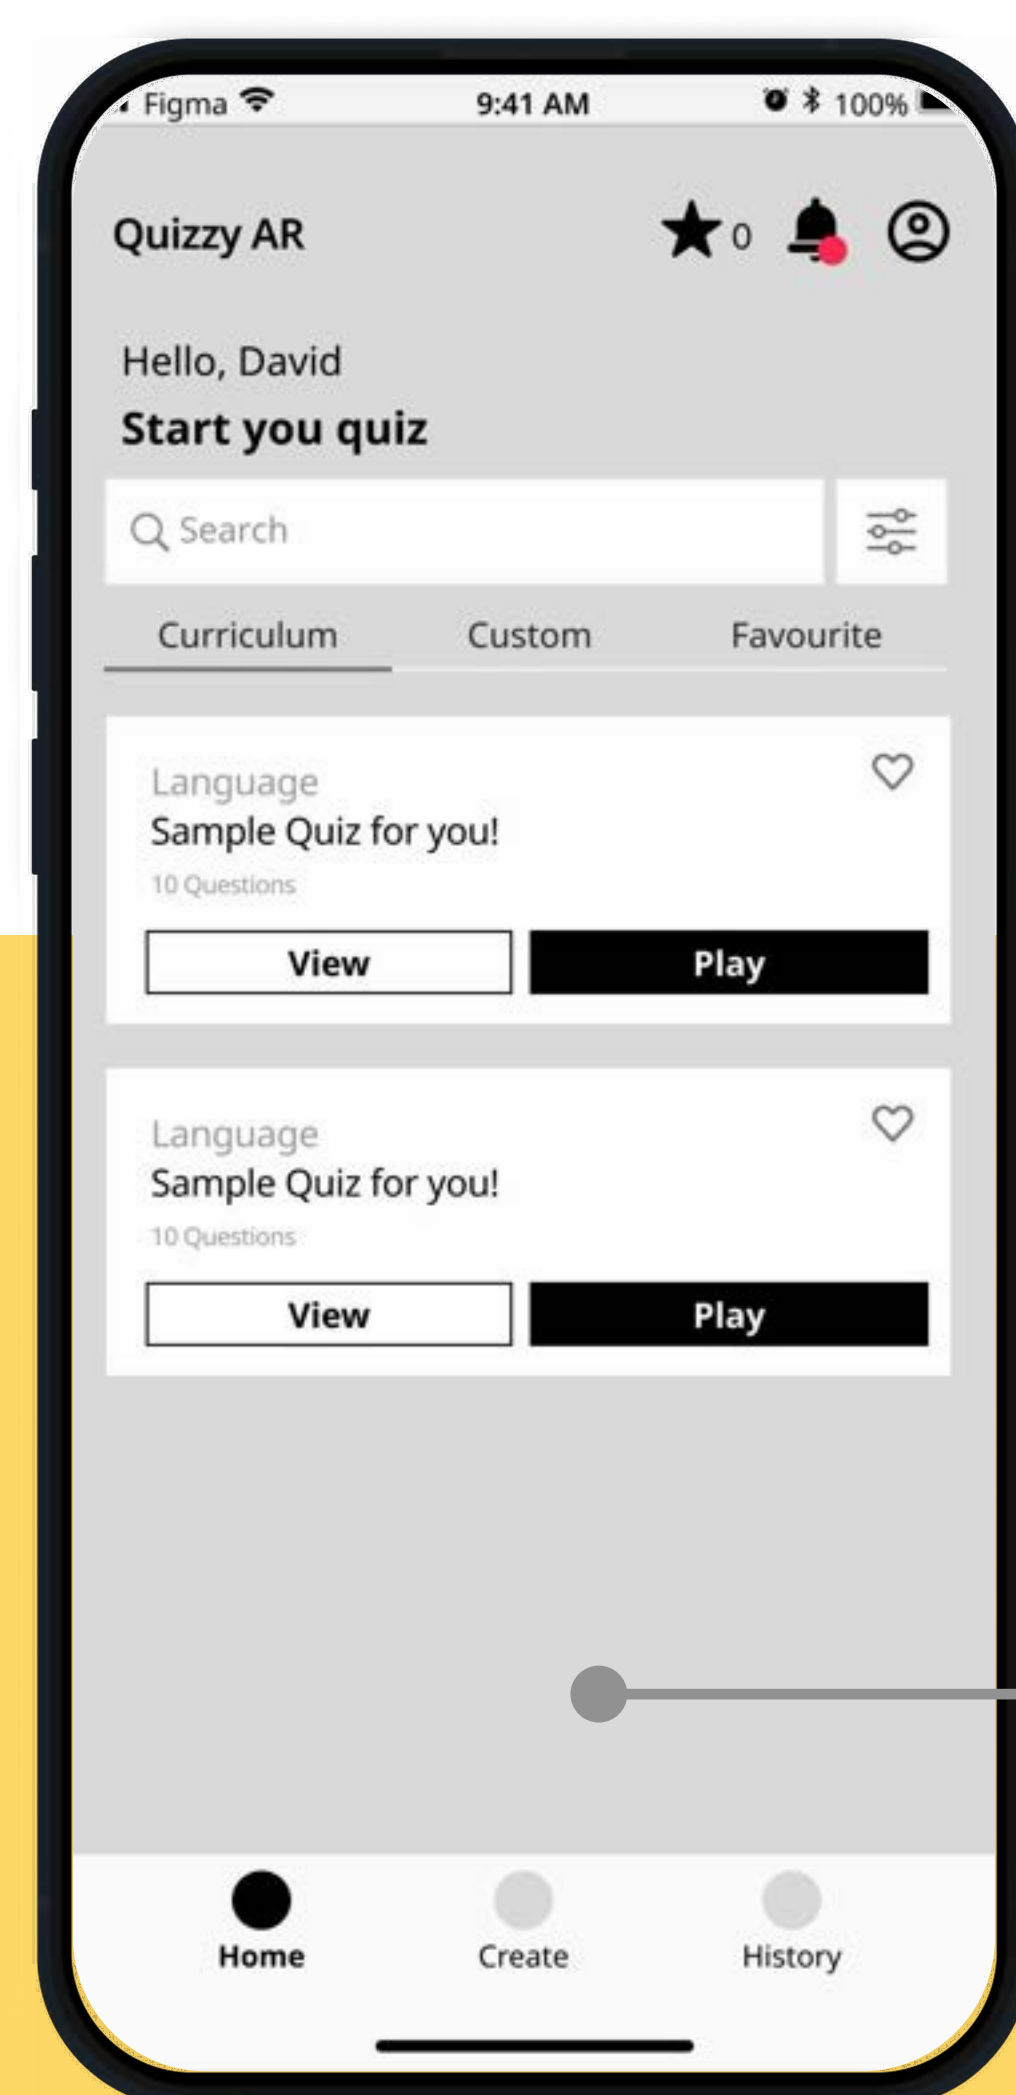 Figma 9:41 AM 100%
Quizzy AR 0
Hello, David
Start you quiz
Search
Curriculum Custom Favourite
Language
Sample Quiz for you!
10 Questions
View Play
Language
Sample Quiz for you!
10 Questions
View Play
Home Create History